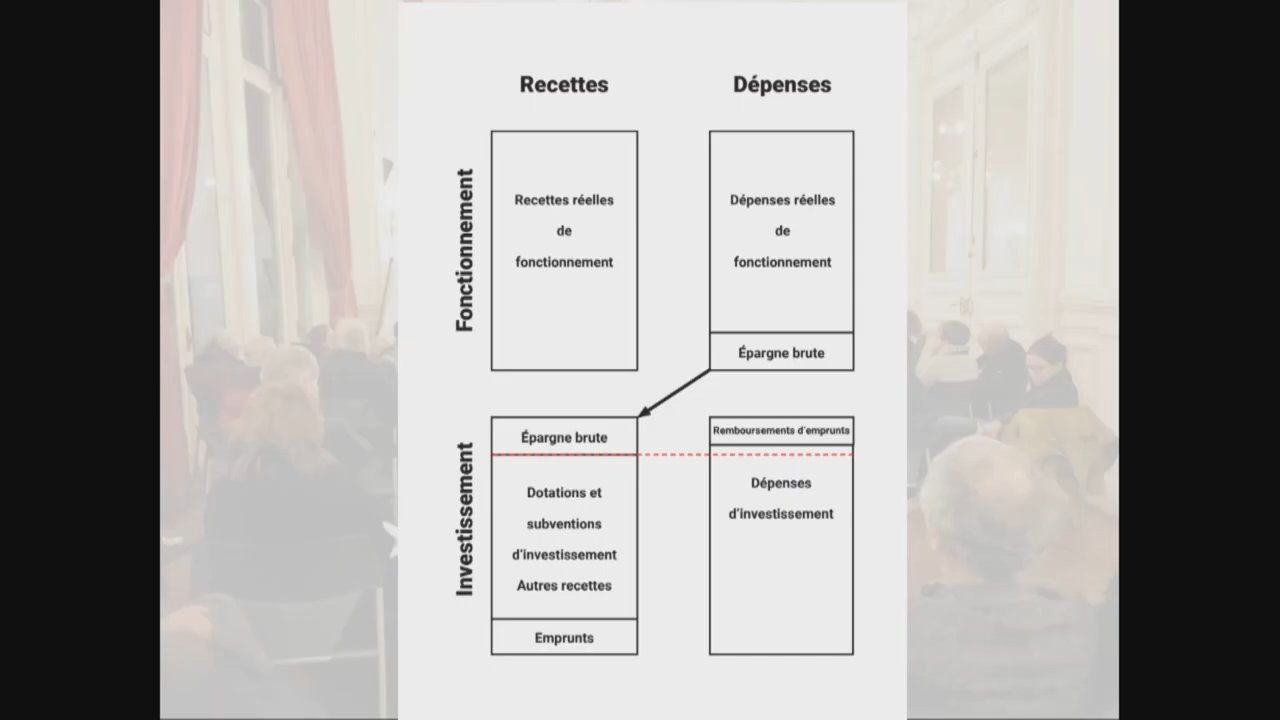 Recettes
Dépenses
Fonctionnement
Recettes réelles
de
fonctionnement
Dépenses réelles
de
fonctionnement
Épargne brute
Investissement
Épargne brute
Dotations et
subventions
d'investissement
Autres recettes
Emprunts
Remboursements d'emprunts
Dépenses
d'investissement